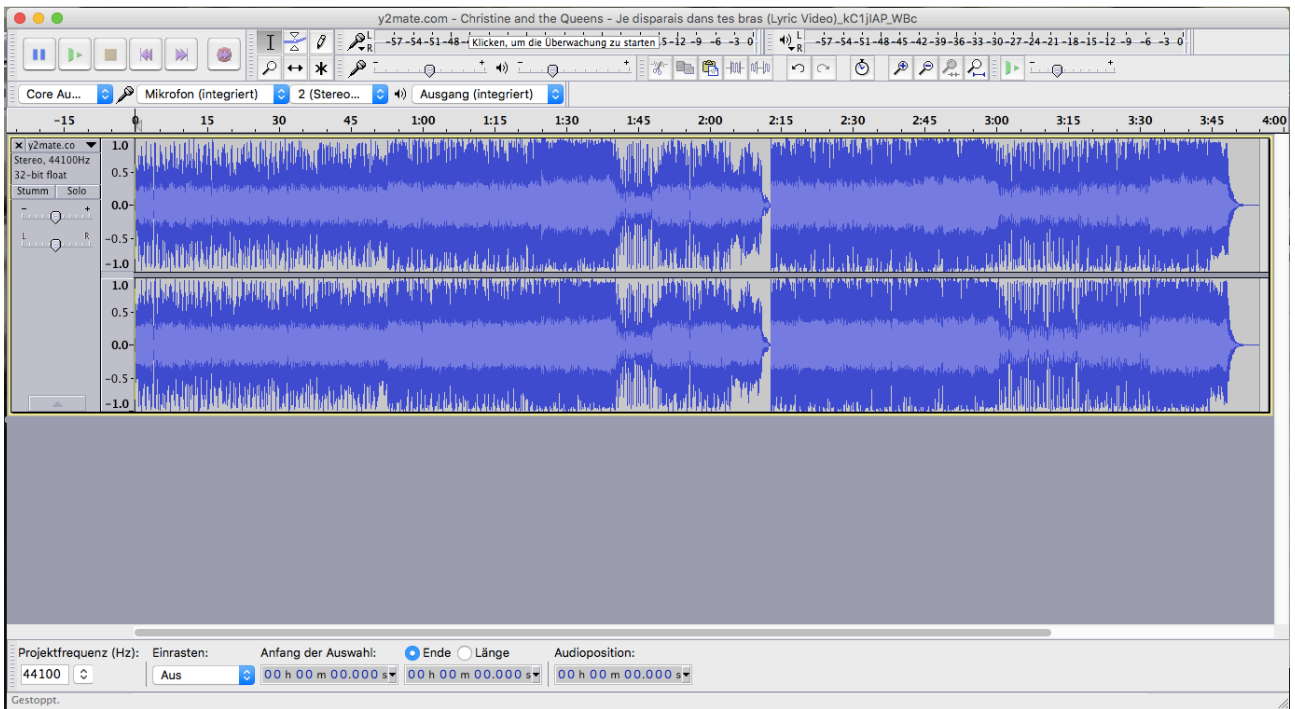 y2mate.com - Christine and the Queens - Je disparais dans tes bras (Lyric Video)_kC1jIAP_WBc
L
R
-57 -54 -51 -48 -
Klicken, um die Überwachung zu starten
5 -12 -9 -6 -3 0
L
R
-57 -54 -51 -48 -45 -42 -39 -36 -33 -30 -27 -24 -21 -18 -15 -12 -9 -6 -3 0
- +
- +
- +
Core Au...
Mikrofon (integriert)
2 (Stereo...
Ausgang (integriert)
-15 0 15 30 45 1:00 1:15 1:30 1:45 2:00 2:15 2:30 2:45 3:00 3:15 3:30 3:45 4:00
y2mate.co
Stereo, 44100Hz
32-bit float
Stumm Solo
- +
L R
1.0
0.5
0.0
-0.5
-1.0
1.0
0.5
0.0
-0.5
-1.0
Projektfrequenz (Hz): Einrasten: Anfang der Auswahl: Ende Länge Audioposition:
44100 Aus 00 h 00 m 00.000 s 00 h 00 m 00.000 s 00 h 00 m 00.000 s
Gestoppt.